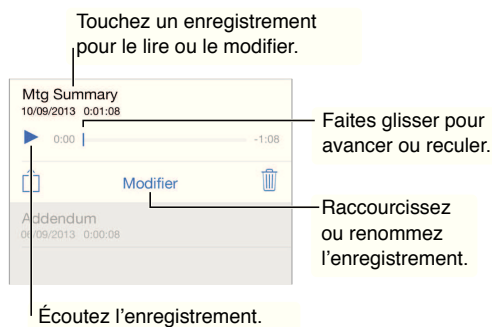 Touchez un enregistrement
pour le lire ou le modifier.
Mtg Summary
10/09/2013 0:01:08
0:00 -1:08
Faites glisser pour
avancer ou reculer.
Modifier
Raccourcissez
ou renommez
l'enregistrement.
Addendum
06/09/2013 0:00:08
Écoutez l'enregistrement.